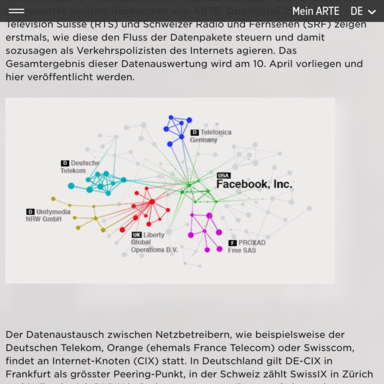 Mein ARTE DE
Télévision Suisse (RTS) und Schweizer Radio und Fernsehen (SRF) zeigen
erstmals, wie diese den Fluss der Datenpakete steuern und damit
sozusagen als Verkehrspolizisten des Internets agieren. Das
Gesamtergebnis dieser Datenauswertung wird am 10. April vorliegen und
hier veröffentlicht werden.
D Telefonica
Germany
D Deutsche
Telekom
USA
Facebook, Inc.
D Unitymedia
NRW GmbH
UK Liberty
Global
Operations B.V.
F PROXAD
Free SAS
Der Datenaustausch zwischen Netzbetreibern, wie beispielsweise der
Deutschen Telekom, Orange (ehemals France Telecom) oder Swisscom,
findet an Internet-Knoten (CIX) statt. In Deutschland gilt DE-CIX in
Frankfurt als grösster Peering-Punkt, in der Schweiz zählt SwissIX in Zürich